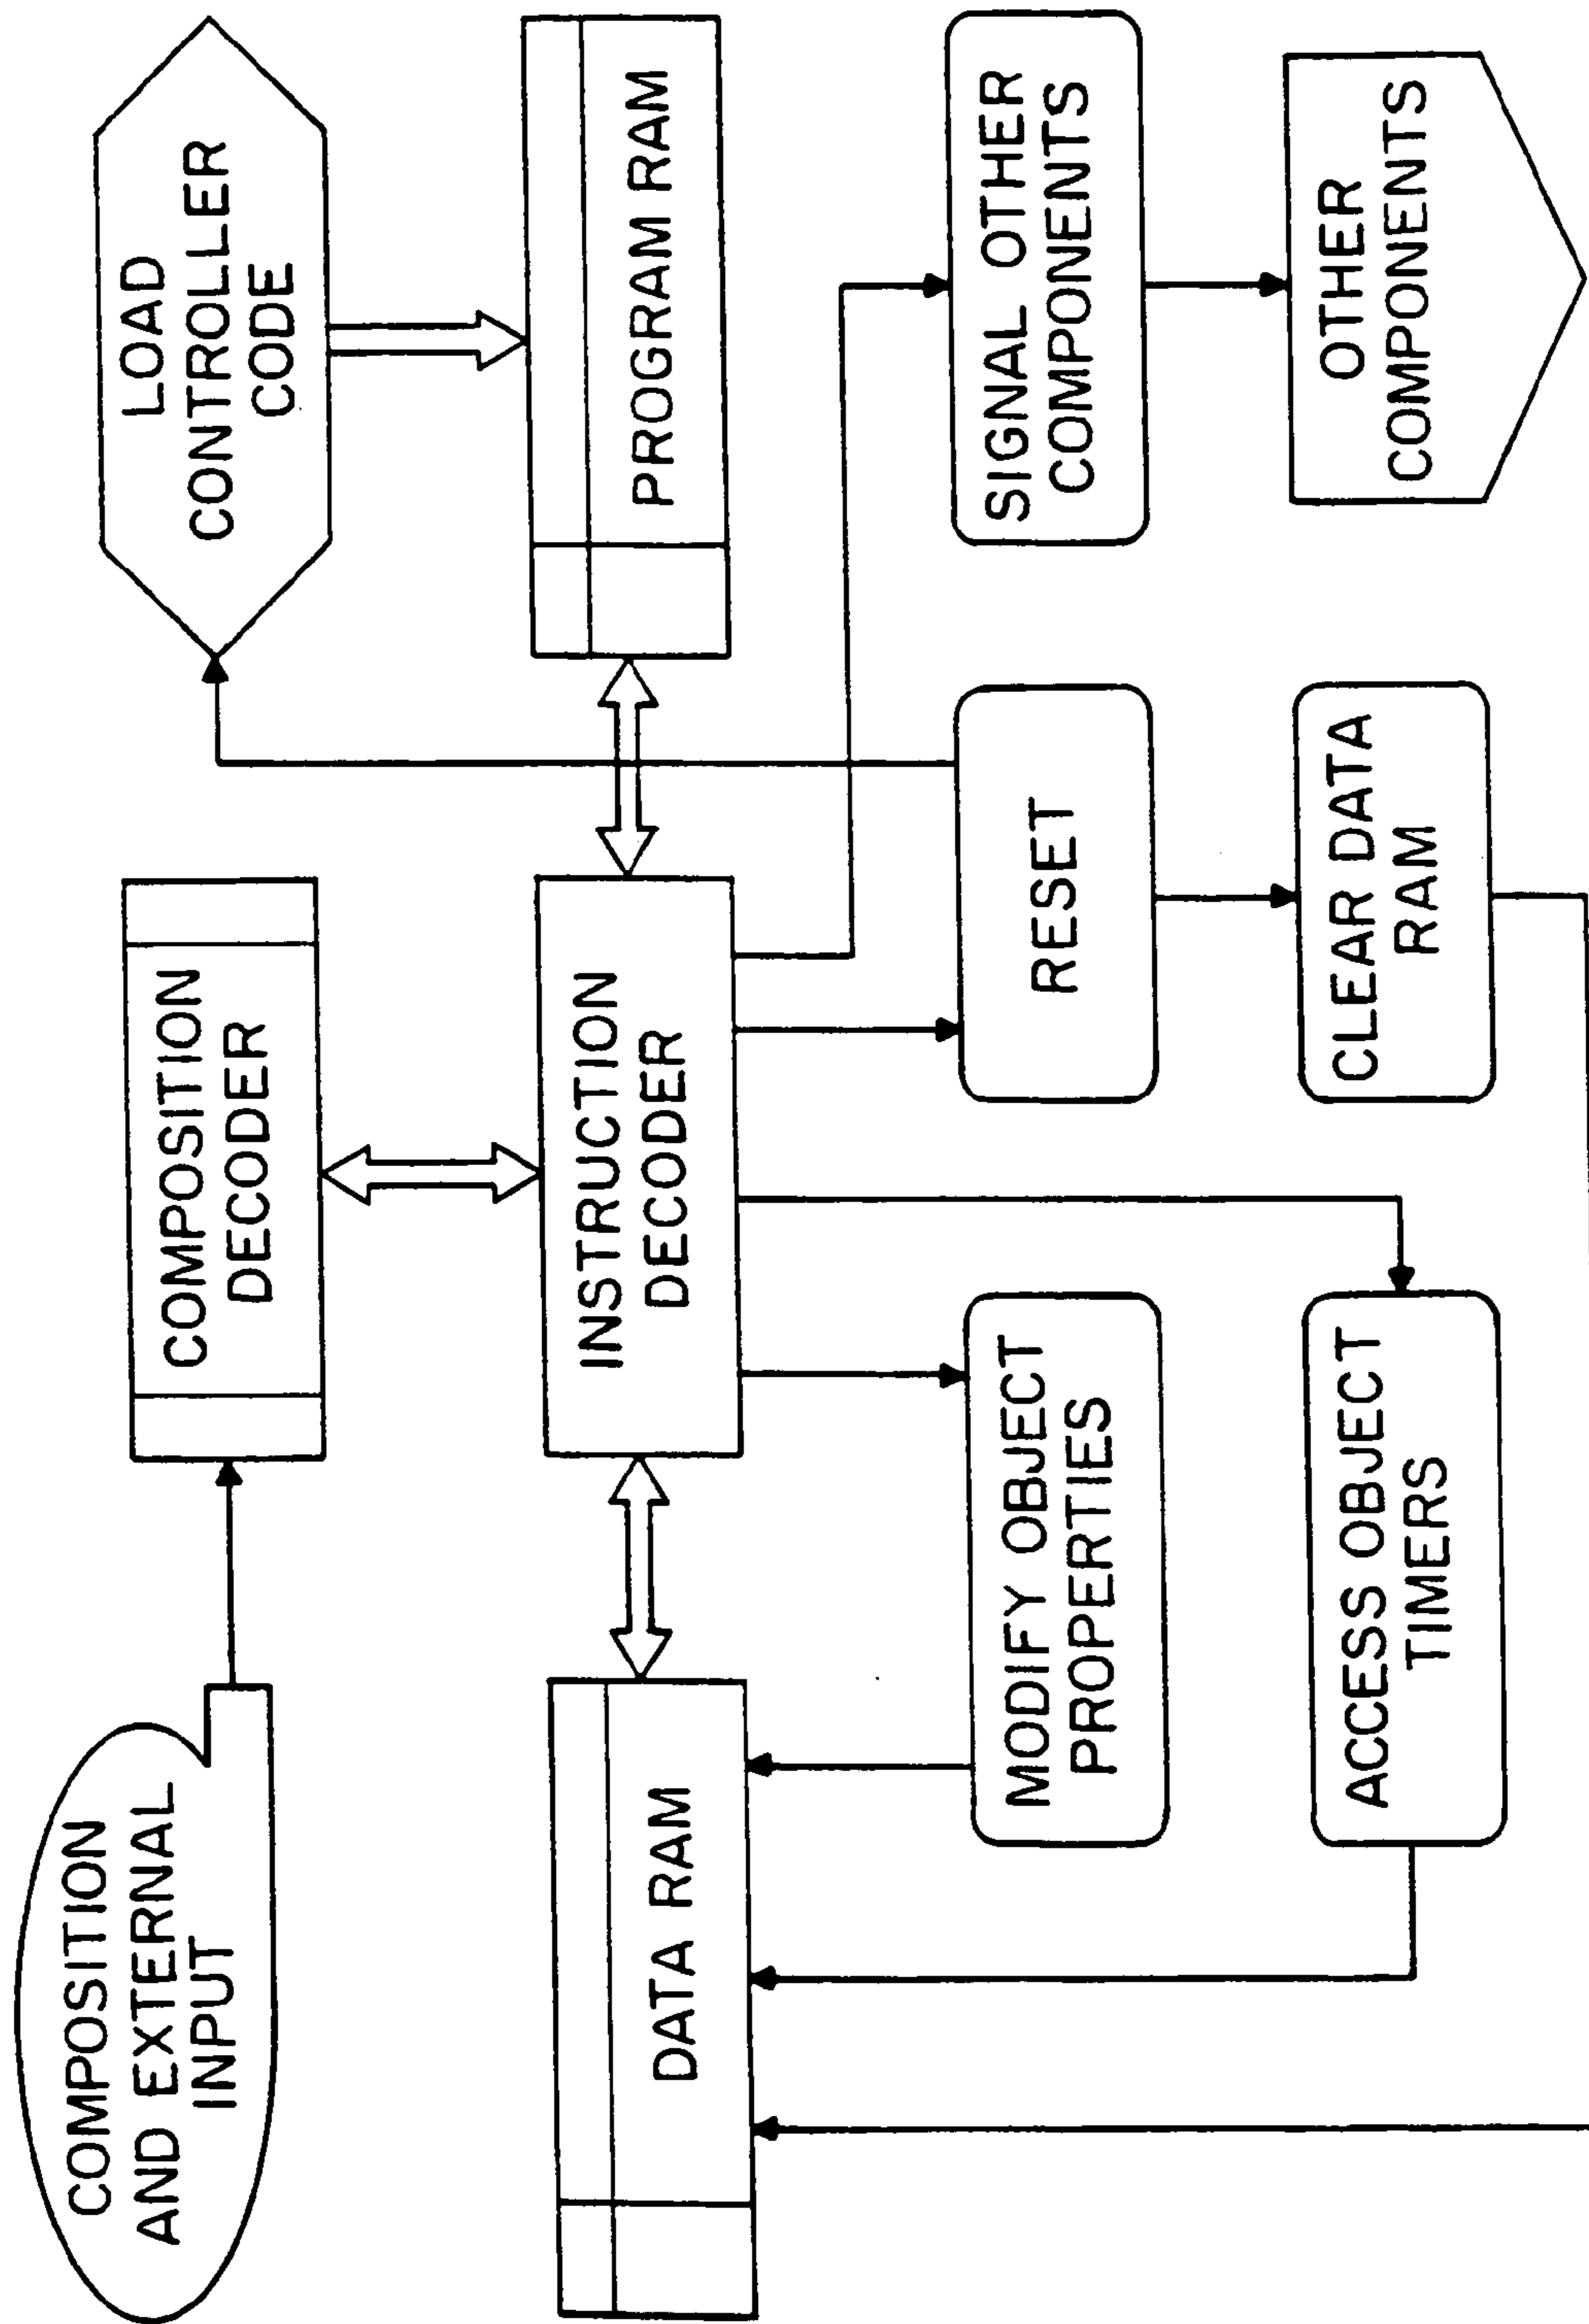 COMPOSITION
AND EXTERNAL
INPUT
COMPOSITION
DECODER
LOAD
CONTROLLER
CODE
DATA RAM
INSTRUCTION
DECODER
PROGRAM RAM
MODIFY OBJECT
PROPERTIES
RESET
SIGNAL OTHER
COMPONENTS
ACCESS OBJECT
TIMERS
CLEAR DATA
RAM
OTHER
COMPONENTS